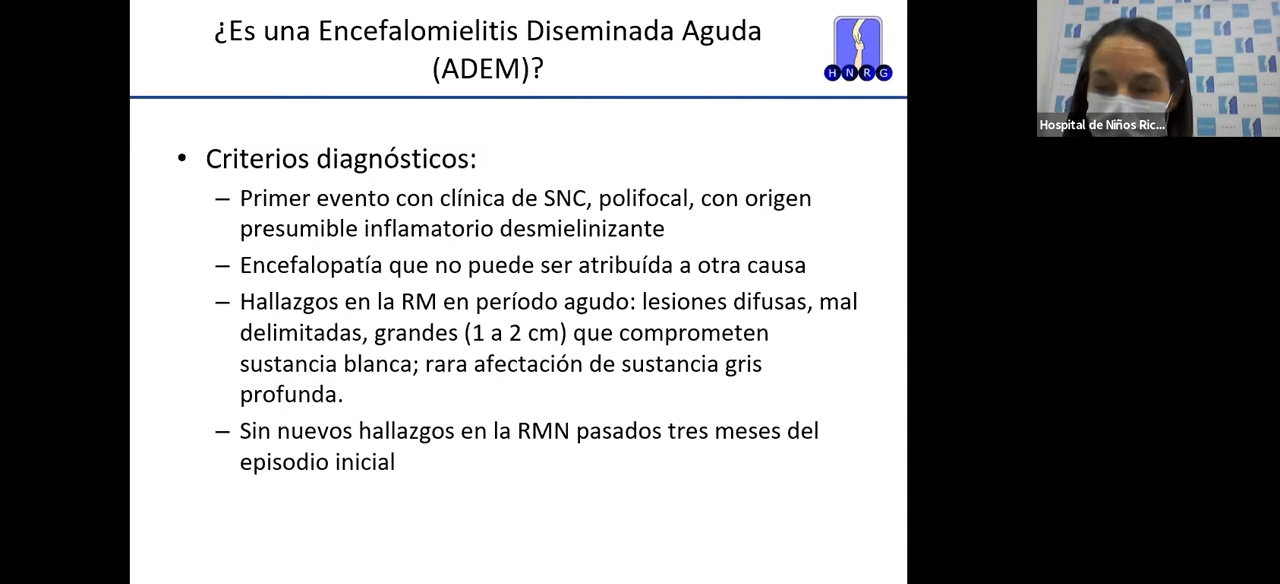 ¿Es una Encefalomielitis Diseminada Aguda
(ADEM)?
H N R G
• Criterios diagnósticos:
– Primer evento con clínica de SNC, polifocal, con origen
presumible inflamatorio desmielinizante
– Encefalopatía que no puede ser atribuída a otra causa
– Hallazgos en la RM en período agudo: lesiones difusas, mal
delimitadas, grandes (1 a 2 cm) que comprometen
sustancia blanca; rara afectación de sustancia gris
profunda.
– Sin nuevos hallazgos en la RMN pasados tres meses del
episodio inicial
Hospital de Niños Ric...